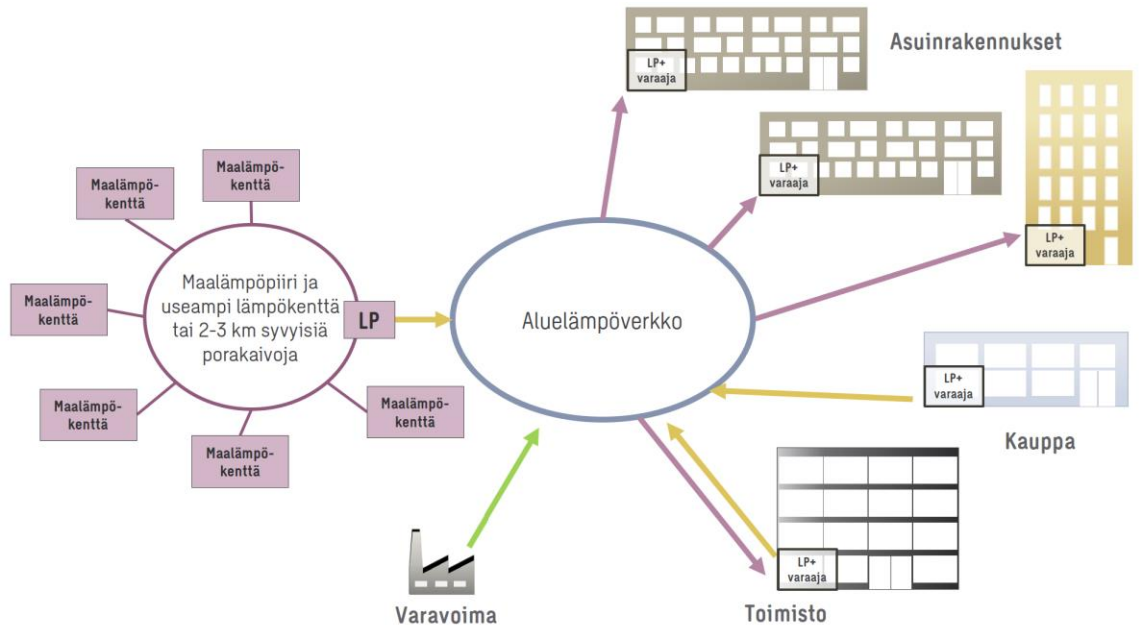 LP+
varaaja
Asuinrakennukset
LP+
varaaja
LP+
varaaja
Maalämpö-
kenttä
Maalämpö-
kenttä
Maalämpö-
kenttä
Maalämpö-
kenttä
Maalämpö-
kenttä
Maalämpö-
kenttä
Maalämpöpiiri ja
useampi lämpökenttä
tai 2-3 km syvyisiä
porakaivoja
LP
Aluelämpöverkko
LP+
varaaja
Kauppa
LP+
varaaja
Toimisto
Varavoima